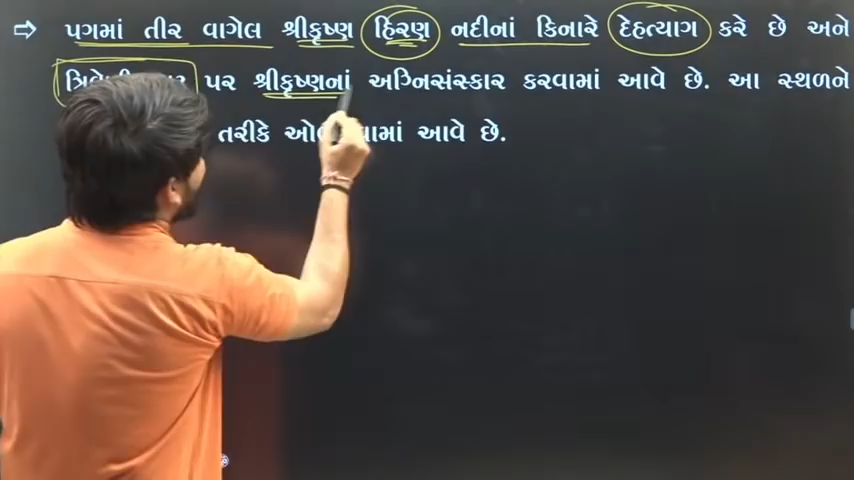 ⇨ પગમાં તીર વાગેલ શ્રીકૃષ્ણ હિરણ નદીનાં કિનારે દેહત્યાગ કરે છે અને
પર શ્રીકૃષ્ણનાં અગ્નિસંસ્કાર કરવામાં આવે છે. આ સ્થળને
તરીકે આવે છે.